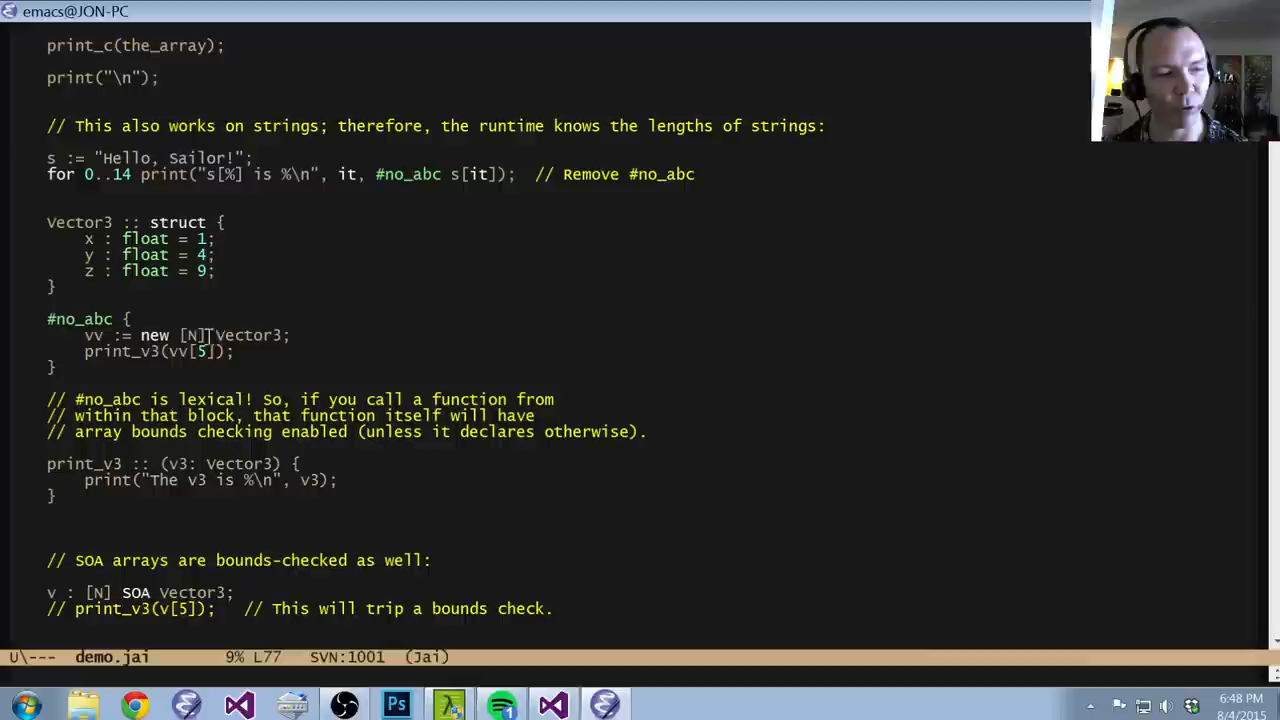 emacs@JON-PC
print_c(the_array);
print("\n");
// This also works on strings; therefore, the runtime knows the lengths of strings:
s := "Hello, Sailor!";
for 0..14 print("s[%] is %\n", it, #no_abc s[it]);  // Remove #no_abc
Vector3 :: struct {
x : float = 1;
y : float = 4;
z : float = 9;
}
#no_abc {
vv := new [N] Vector3;
print_v3(vv[5]);
}
// #no_abc is lexical! So, if you call a function from
// within that block, that function itself will have
// array bounds checking enabled (unless it declares otherwise).
print_v3 :: (v3: Vector3) {
print("The v3 is %\n", v3);
}
// SOA arrays are bounds-checked as well:
v : [N] SOA Vector3;
// print_v3(v[5]);   // This will trip a bounds check.
U\--- demo.jai 9% L77 SVN:1001 (Jai)
Ps
1
6:48 PM
8/4/2015